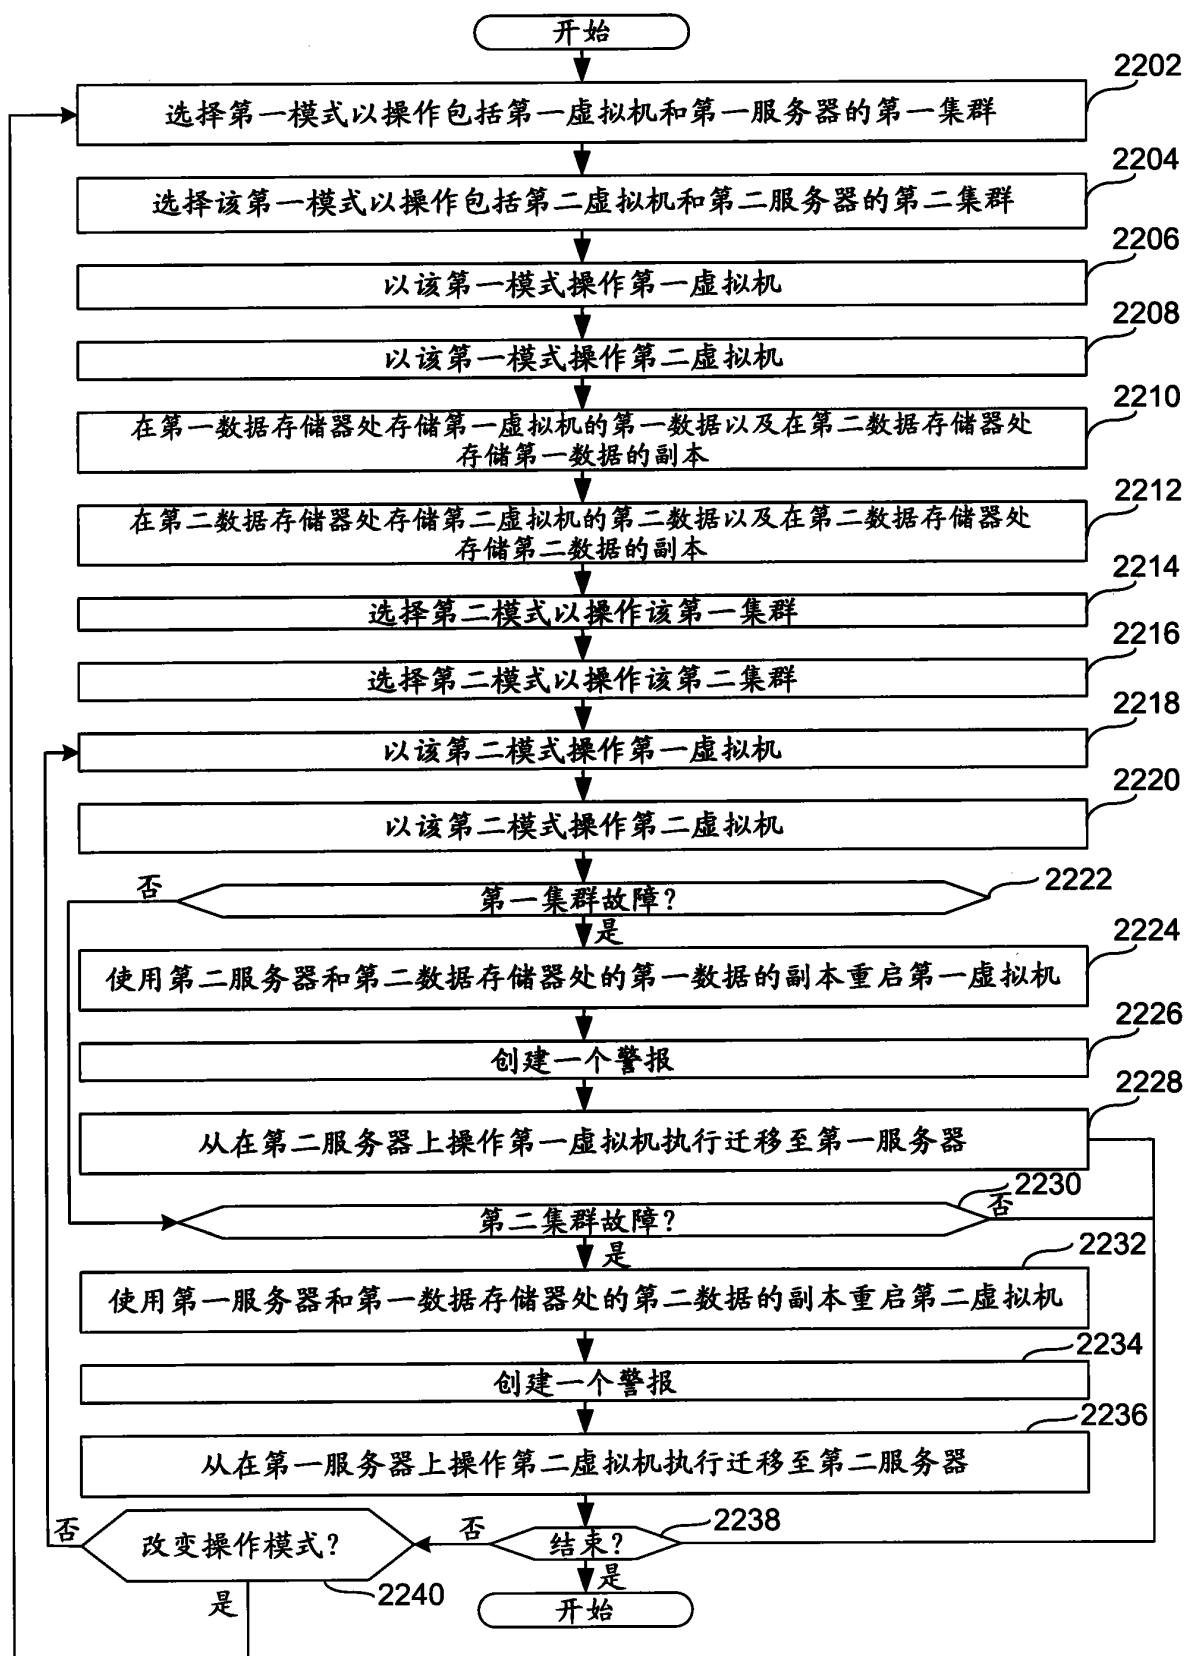 开始
2202
选择第一模式以操作包括第一虚拟机和第一服务器的第一集群
2204
选择该第一模式以操作包括第二虚拟机和第二服务器的第二集群
2206
以该第一模式操作第一虚拟机
2208
以该第一模式操作第二虚拟机
2210
在第一数据存储器处存储第一虚拟机的第一数据以及在第二数据存储器处
存储第一数据的副本
2212
在第二数据存储器处存储第二虚拟机的第二数据以及在第二数据存储器处
存储第二数据的副本
2214
选择第二模式以操作该第一集群
2216
选择第二模式以操作该第二集群
2218
以该第二模式操作第一虚拟机
2220
以该第二模式操作第二虚拟机
否
第一集群故障?
2222
是
2224
使用第二服务器和第二数据存储器处的第一数据的副本重启第一虚拟机
2226
创建一个警报
2228
从在第二服务器上操作第一虚拟机执行迁移至第一服务器
2230
第二集群故障?
否
是
2232
使用第一服务器和第一数据存储器处的第二数据的副本重启第二虚拟机
2234
创建一个警报
2236
从在第一服务器上操作第二虚拟机执行迁移至第二服务器
否
改变操作模式?
否
结束?
2238
是
2240
是
开始